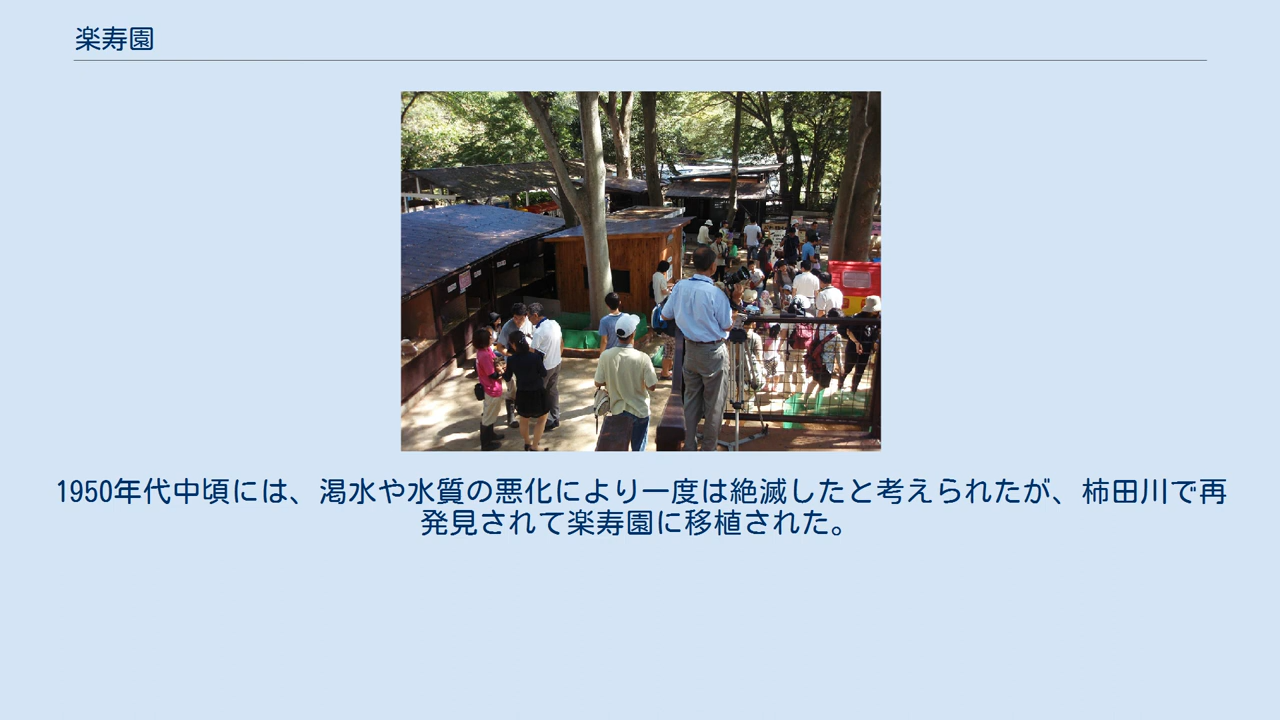 楽寿園
1950年代中頃には、渇水や水質の悪化により一度は絶滅したと考えられたが、柿田川で再
発見されて楽寿園に移植された。